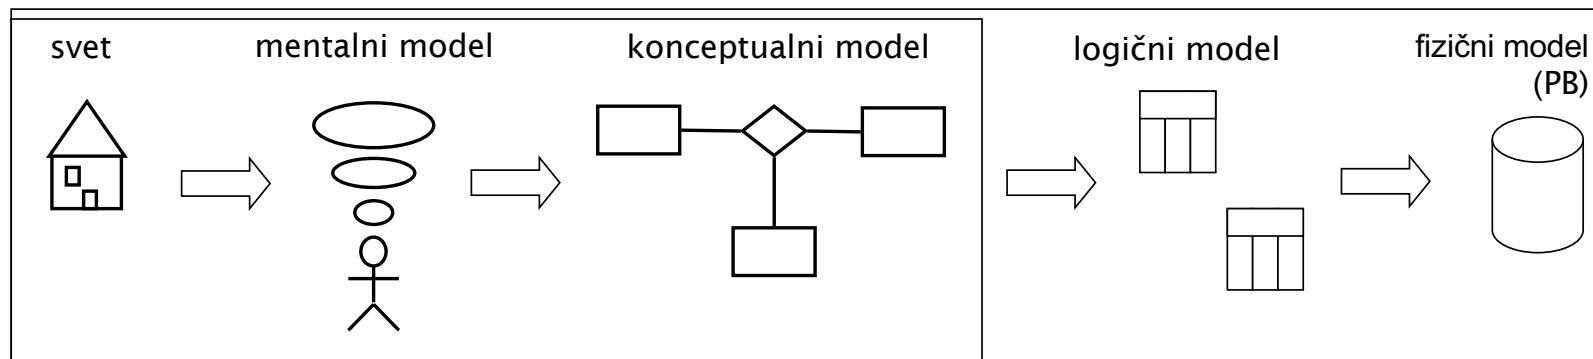 svet
mentalni model
konceptualni model
logični model
fizični model
(PB)